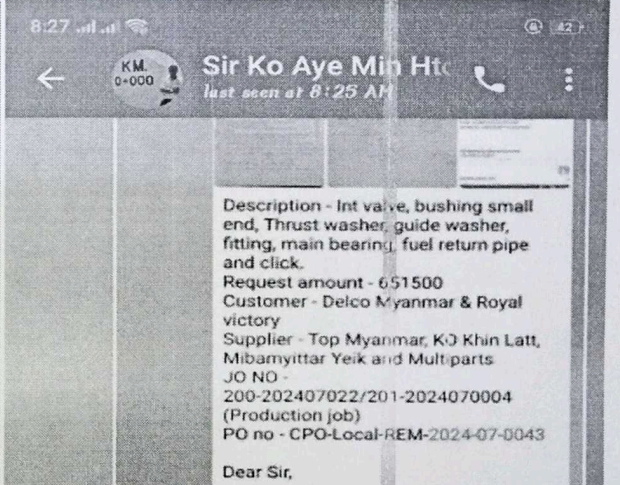 8:27
42
KM.
0+000
Sir Ko Aye Min Hto
last seen at 8:25 AM
Description - Int valve, bushing small
end, Thrust washer, guide washer,
fitting, main bearing, fuel return pipe
and click.
Request amount - 651500
Customer - Delco Myanmar & Royal
victory
Supplier - Top Myanmar, KO Khin Latt,
Mibamyittar Yeik and Multiparts
JO NO -
200-202407022/201-2024070004
(Production job)
PO no - CPO-Local-REM-2024-07-0043
Dear Sir,